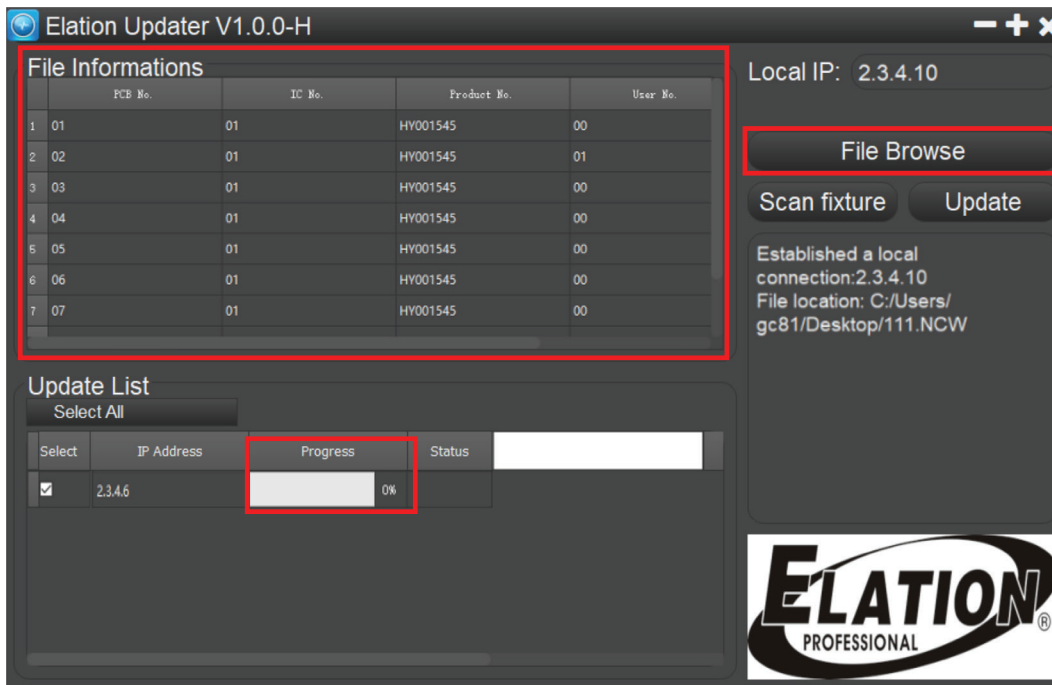 Elation Updater V1.0.0-H
File Informations
PCB No. IC No. Product No. User No.
1 01 01 HY001545 00
2 02 01 HY001545 01
3 03 01 HY001545 00
4 04 01 HY001545 00
5 05 01 HY001545 00
6 06 01 HY001545 00
7 07 01 HY001545 00
Local IP: 2.3.4.10
File Browse
Scan fixture Update
Established a local
connection:2.3.4.10
File location: C:/Users/
gc81/Desktop/111.NCW
Update List
Select All
Select IP Address Progress Status
2.3.4.6 0%
ELATION®
PROFESSIONAL